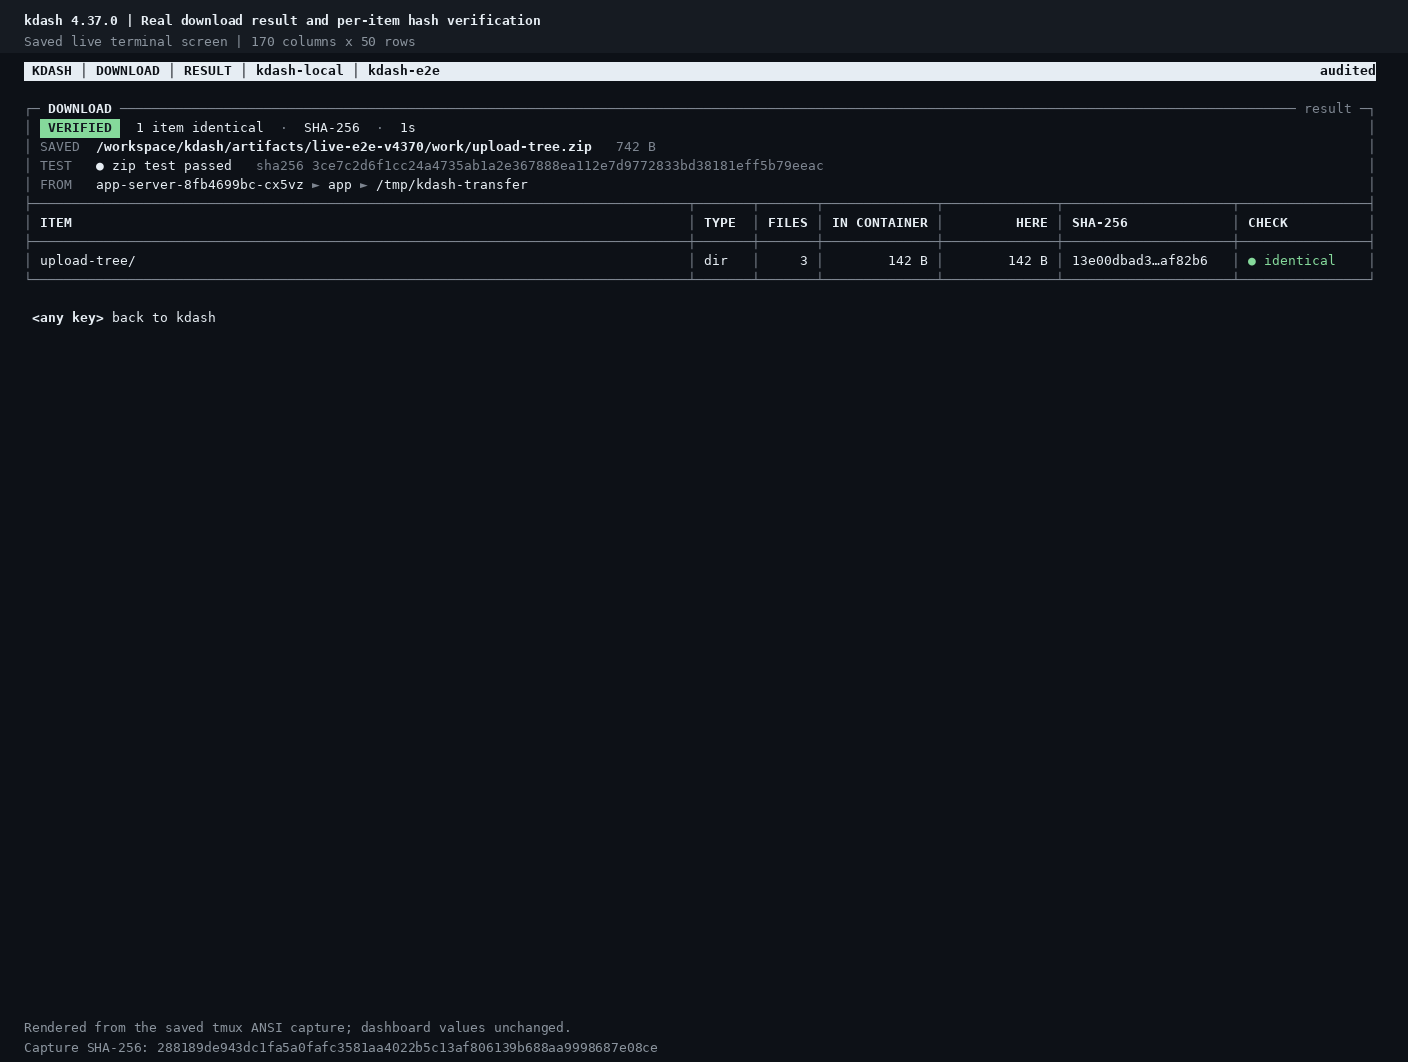 kdash 4.37.0 | Real download result and per-item hash verification
Saved live terminal screen | 170 columns x 50 rows
KDASH │ DOWNLOAD │ RESULT │ kdash-local │ kdash-e2e audited
DOWNLOAD result
VERIFIED 1 item identical · SHA-256 · 1s
SAVED /workspace/kdash/artifacts/live-e2e-v4370/work/upload-tree.zip 742 B
TEST ● zip test passed sha256 3ce7c2d6f1cc24a4735ab1a2e367888ea112e7d9772833bd38181eff5b79eeac
FROM app-server-8fb4699bc-cx5vz ► app ► /tmp/kdash-transfer
ITEM │ TYPE │ FILES │ IN CONTAINER │ HERE │ SHA-256 │ CHECK
upload-tree/ │ dir │ 3 │ 142 B │ 142 B │ 13e00dbad3…af82b6 │ ● identical
<any key> back to kdash
Rendered from the saved tmux ANSI capture; dashboard values unchanged.
Capture SHA-256: 288189de943dc1fa5a0fafc3581aa4022b5c13af806139b688aa9998687e08ce